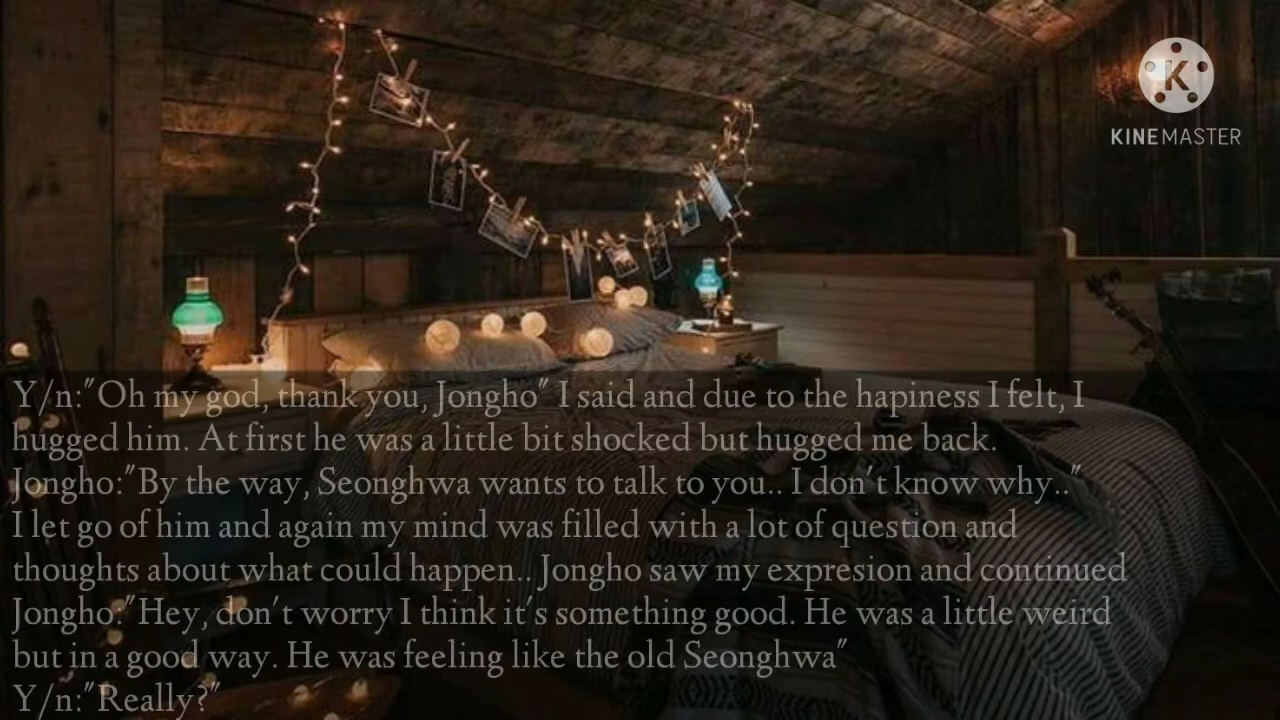 KINEMASTER
Y/n:"Oh my god, thank you, Jongho" I said and due to the hapiness I felt, I
hugged him. At first he was a little bit shocked but hugged me back.
Jongho:"By the way, Seonghwa wants to talk to you.. I don't know why.."
I let go of him and again my mind was filled with a lot of question and
thoughts about what could happen.. Jongho saw my expresion and continued
Jongho:"Hey, don't worry I think it's something good. He was a little weird
but in a good way. He was feeling like the old Seonghwa"
Y/n:"Really?"